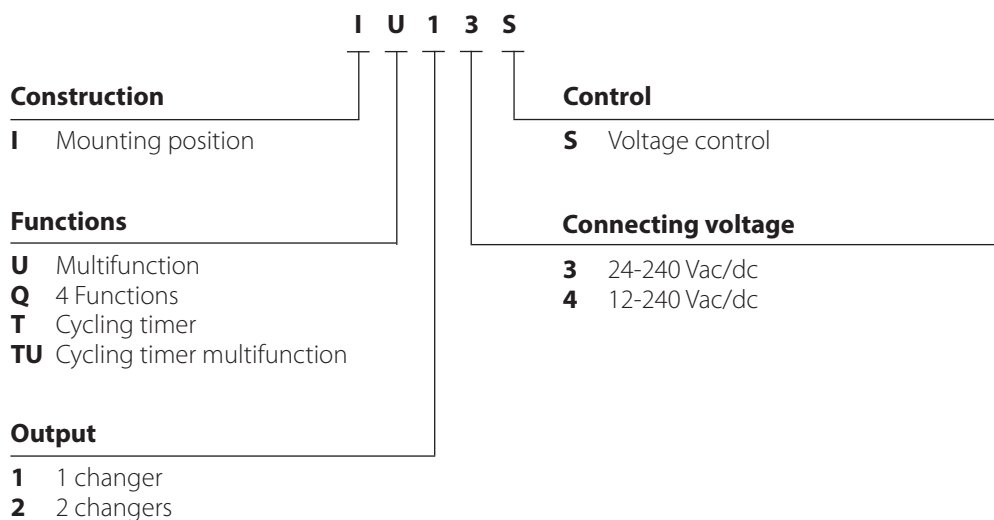 I U 1 3 S
Construction
I Mounting position
Functions
U Multifunction
Q 4 Functions
T Cycling timer
TU Cycling timer multifunction
Output
1 1 changer
2 2 changers
Control
S Voltage control
Connecting voltage
3 24-240 Vac/dc
4 12-240 Vac/dc